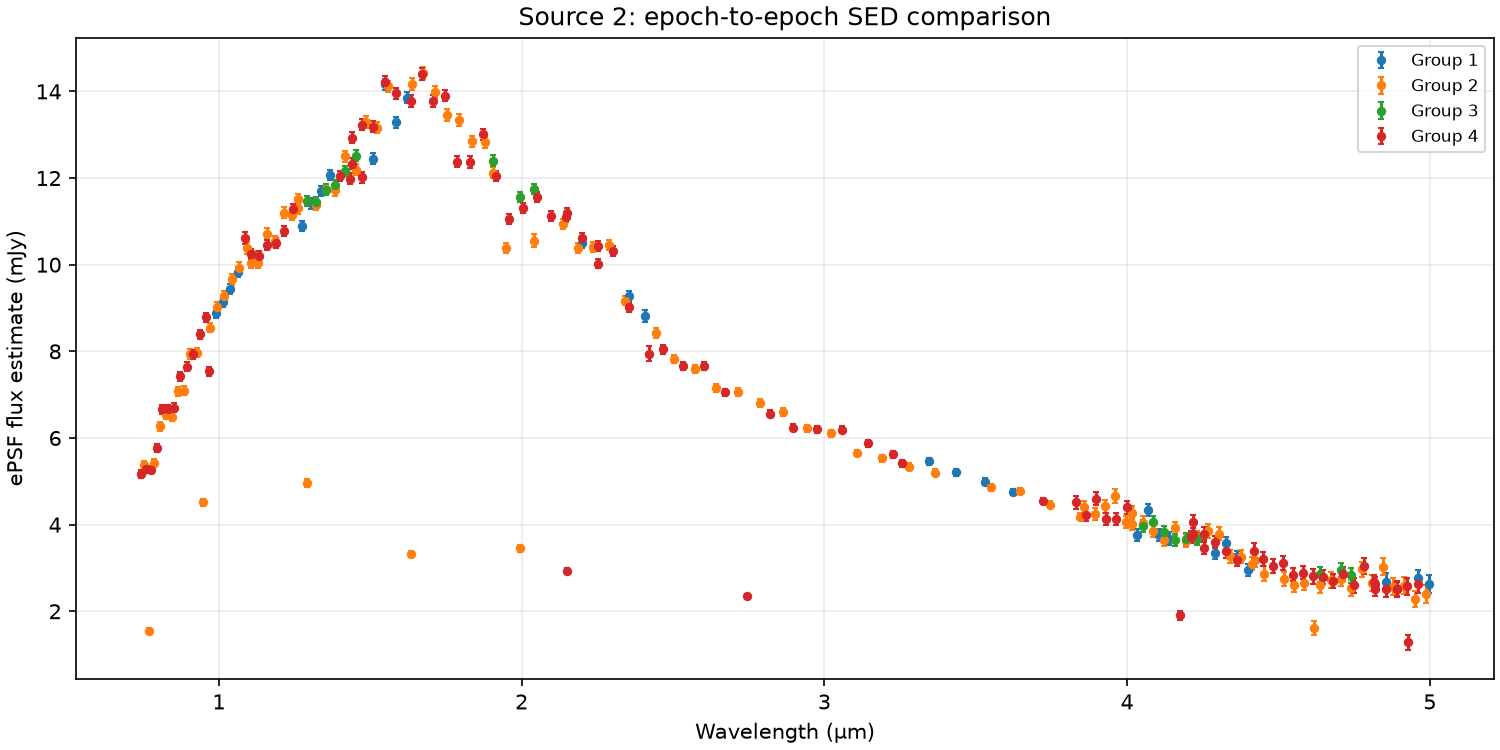 Source 2: epoch-to-epoch SED comparison
ePSF flux estimate (mJy)
14
12
10
8
6
4
2
Group 1
Group 2
Group 3
Group 4
1 2 3 4 5
Wavelength (µm)